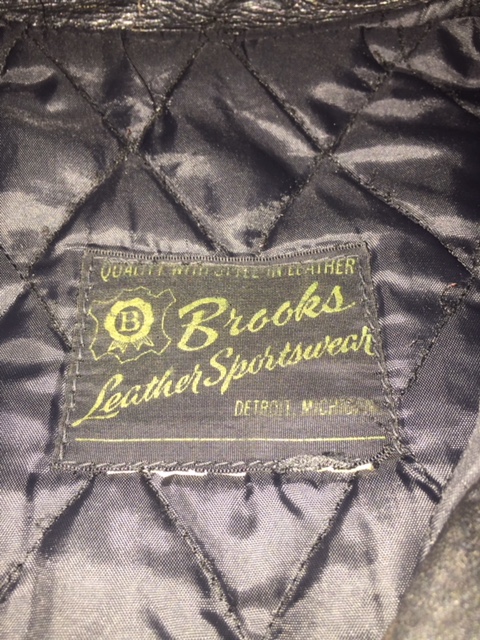 QUALITY WITH STYLE IN LEATHER
B
Brooks
Leather Sportswear
DETROIT, MICHIGAN